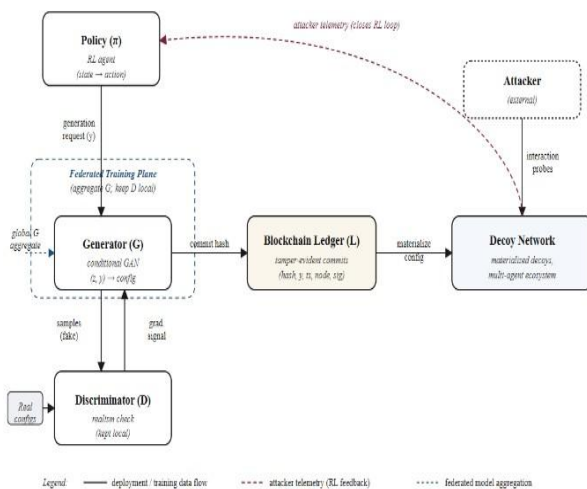 attacker telemetry (closes RL loop)
Policy (π)
RL agent
(state → action)
Attacker
(external)
generation
request (y)
interaction
probes
Federated Training Plane
(aggregate G; keep D local)
global G
aggregate
Generator (G)
conditional GAN
(z, y) → config
commit hash
Blockchain Ledger (L)
tamper-evident commits
(hash, y, ts, node, sig)
materialize
config
Decoy Network
materialised decoys,
multi-agent ecosystem
samples
(fake)
grad
signal
Real
configs
Discriminator (D)
realism check
(kept local)
Legend:
deployment / training data flow
attacker telemetry (RL feedback)
federated model aggregation